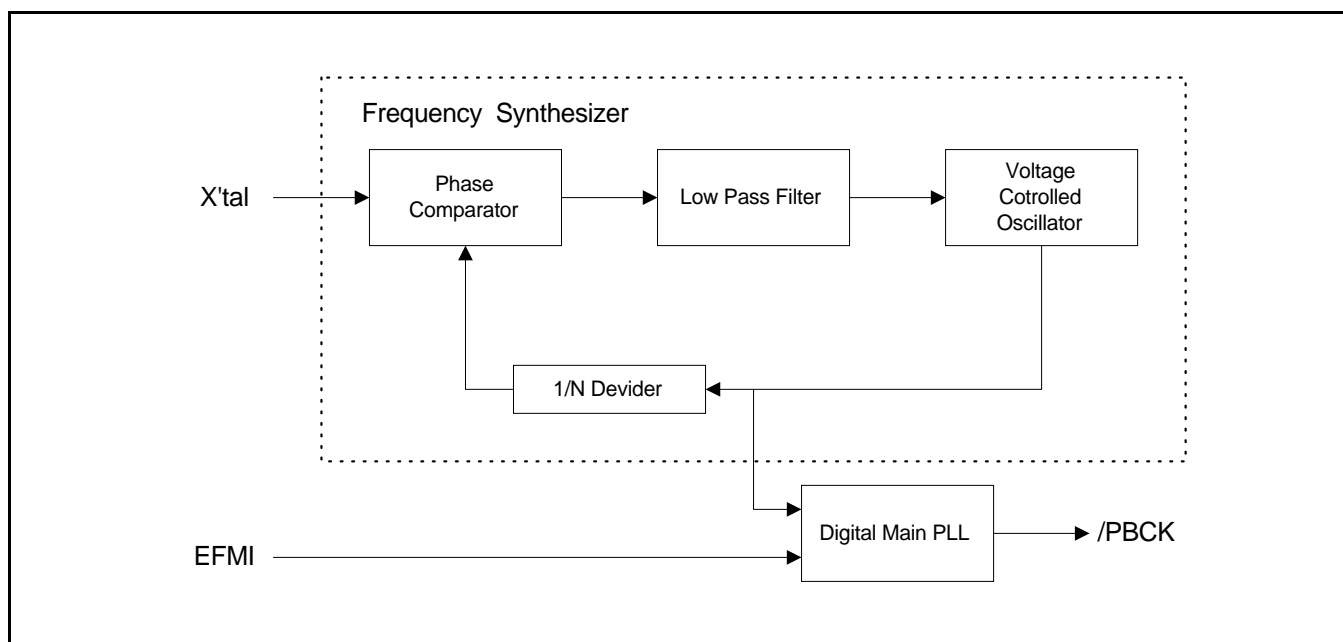 Frequency Synthesizer
X'tal
Phase
Comparator
Low Pass Filter
Voltage
Cotrolled
Oscillator
1/N Devider
EFMI
Digital Main PLL
/PBCK